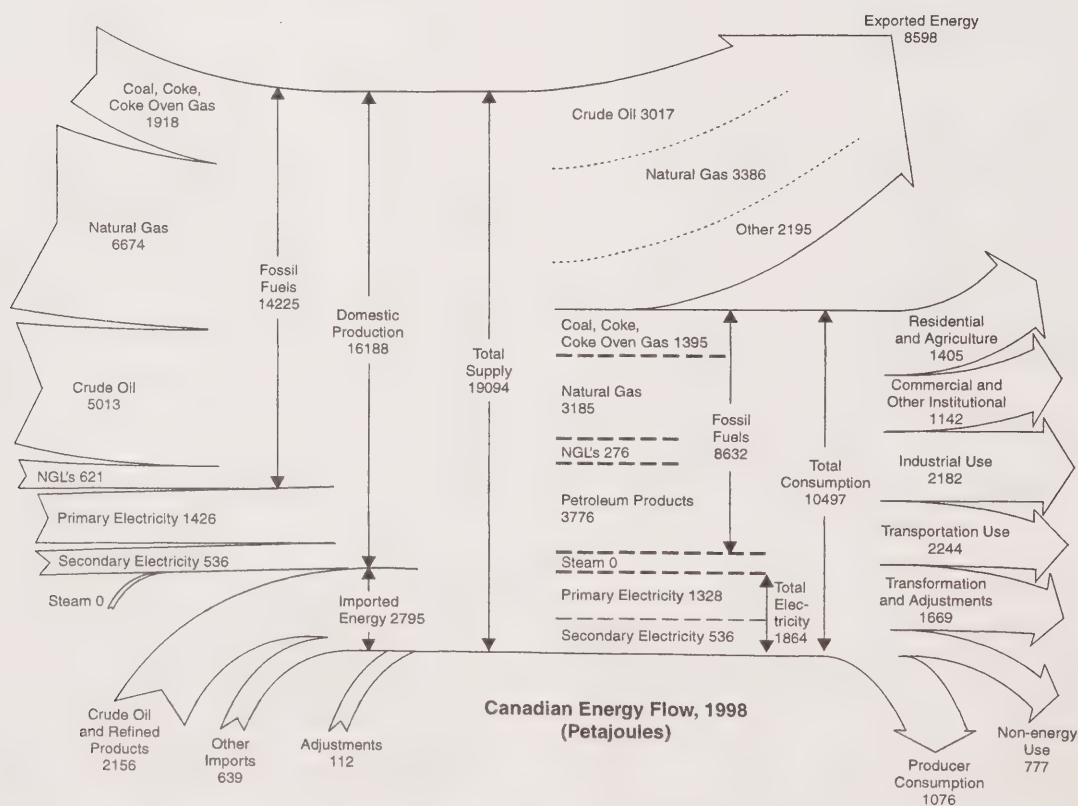 Exported Energy
8598
Coal, Coke,
Coke Oven Gas
1918
Natural Gas
6674
Crude Oil
5013
NGL's 621
Primary Electricity 1426
Secondary Electricity 536
Steam 0
Crude Oil
and Refined
Products
2156
Other
Imports
639
Adjustments
112
Fossil
Fuels
14225
Domestic
Production
16188
Imported
Energy 2795
Total
Supply
19094
Crude Oil 3017
Natural Gas 3386
Other 2195
Coal, Coke,
Coke Oven Gas 1395
Natural Gas
3185
NGL's 276
Petroleum Products
3776
Steam 0
Primary Electricity 1328
Secondary Electricity 536
Fossil
Fuels
8632
Total
Elec-
tricity
1864
Total
Consumption
10497
Residential
and Agriculture
1405
Commercial and
Other Institutional
1142
Industrial Use
2182
Transportation Use
2244
Transformation
and Adjustments
1669
Non-energy
Use
777
Producer
Consumption
1076
Canadian Energy Flow, 1998
(Petajoules)